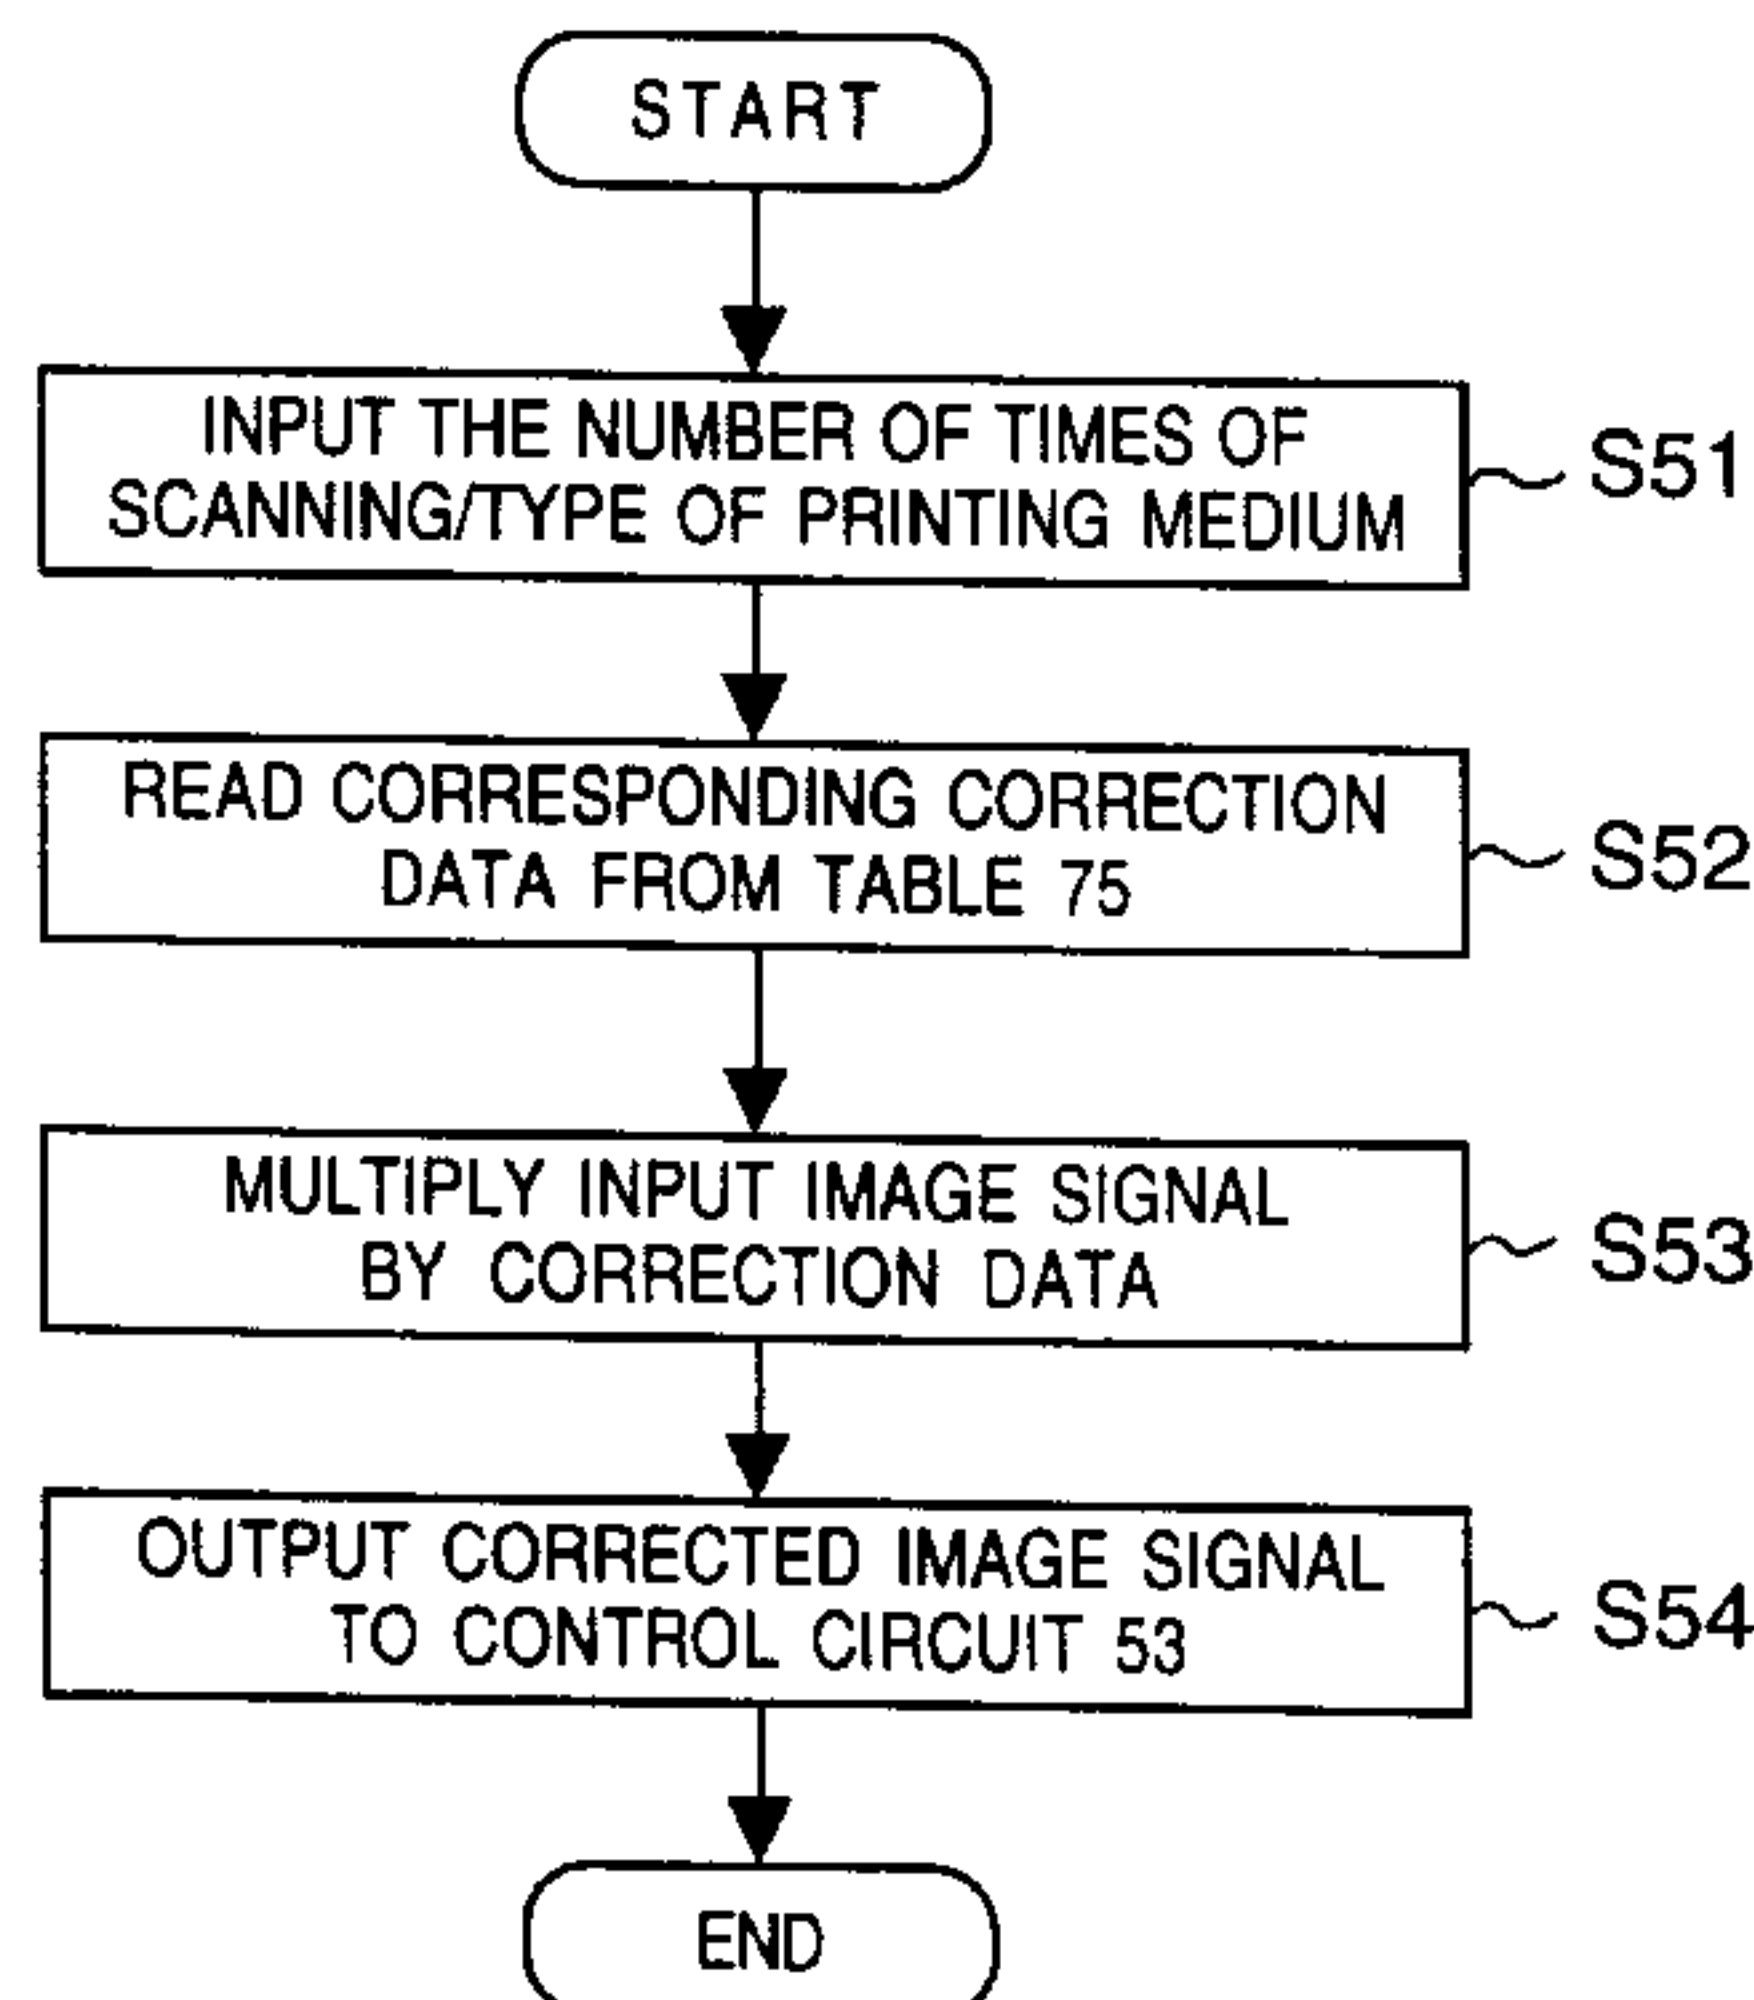 START
INPUT THE NUMBER OF TIMES OF
SCANNING/TYPE OF PRINTING MEDIUM
S51
READ CORRESPONDING CORRECTION
DATA FROM TABLE 75
S52
MULTIPLY INPUT IMAGE SIGNAL
BY CORRECTION DATA
S53
OUTPUT CORRECTED IMAGE SIGNAL
TO CONTROL CIRCUIT 53
S54
END